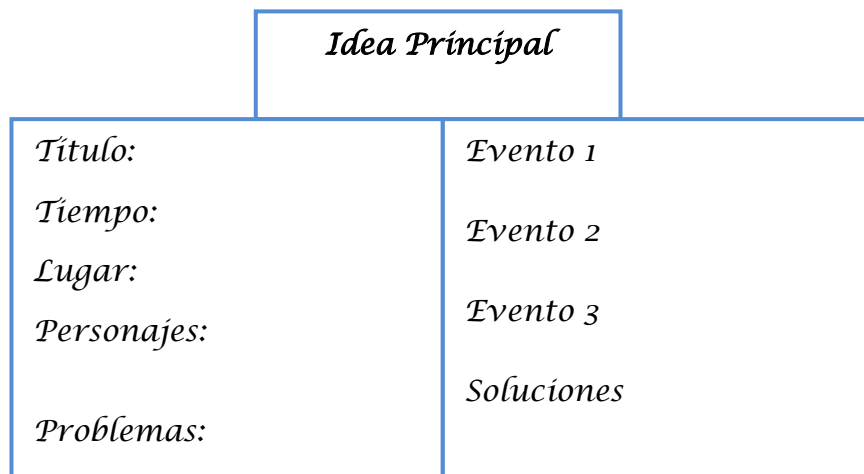 Idea Principal
Título:
Tiempo:
Lugar:
Personajes:
Problemas:
Evento 1
Evento 2
Evento 3
Soluciones